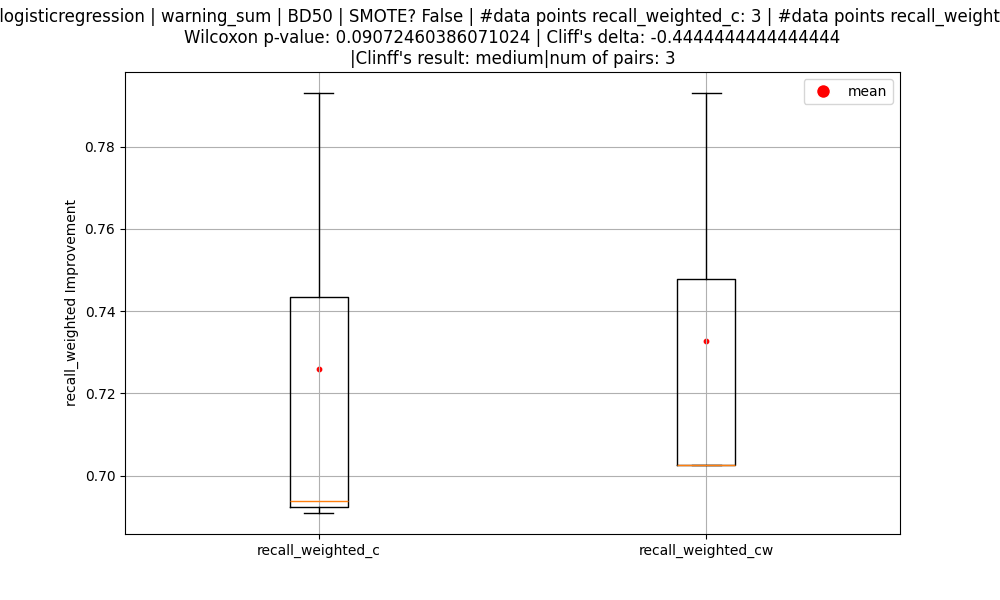 logisticregression | warning_sum | BD50 | SMOTE? False | #data points recall_weighted_c: 3 | #data points
Wilcoxon p-value: 0.09072460386071024 | Cliff's delta: -0.4444444444444444
|Clinff's result: medium|num of pairs: 3
mean
0.78
0.76
0.74
0.72
0.70
recall_weighted Improvement
recall_weighted_c
recall_weighted_cw